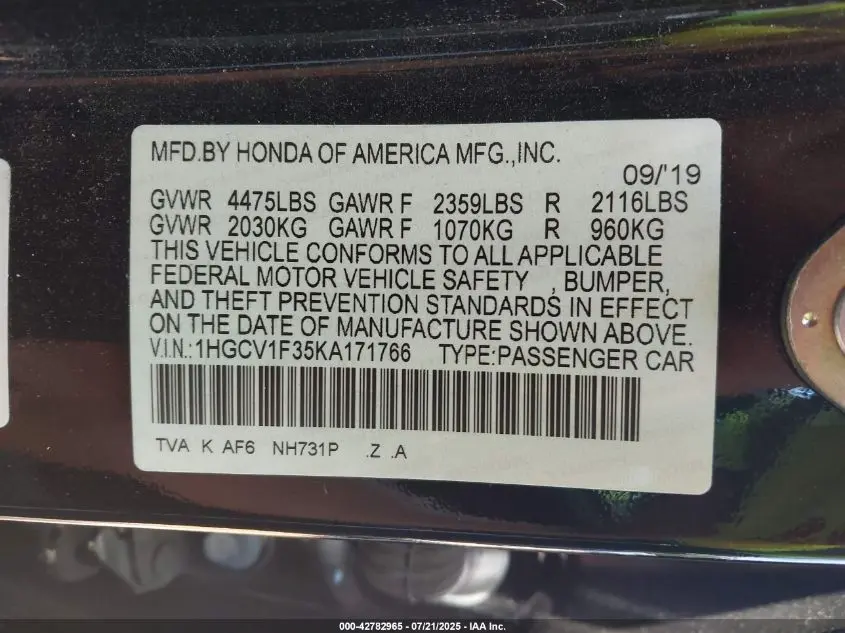 MFD.BY HONDA OF AMERICA MFG.,INC.
09/'19
GVWR 4475LBS GAWR F 2359LBS R 2116LBS
GVWR 2030KG GAWR F 1070KG R 960KG
THIS VEHICLE CONFORMS TO ALL APPLICABLE
FEDERAL MOTOR VEHICLE SAFETY , BUMPER,
AND THEFT PREVENTION STANDARDS IN EFFECT
ON THE DATE OF MANUFACTURE SHOWN ABOVE.
V.I.N.:1HGCV1F35KA171766 TYPE:PASSENGER CAR
TVA K AF6 NH731P .Z .A
000-42782965 - 07/21/2025 - IAA Inc.